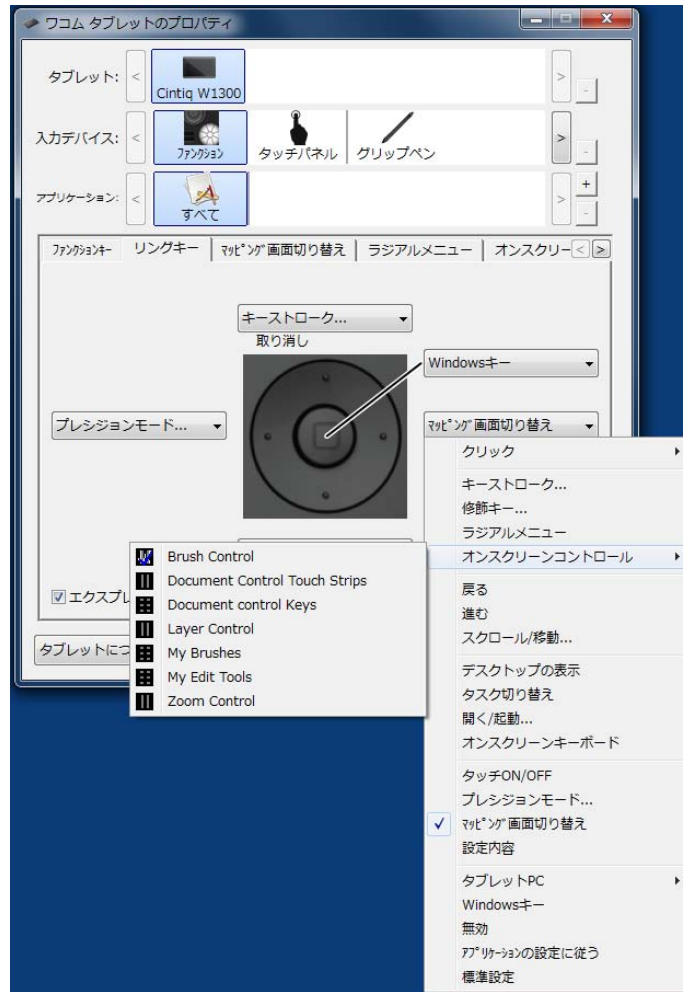 ワコム タブレットのプロパティ
タブレット:
Cintiq W1300
入力デバイス:
ﾌｧﾝｸｼｮﾝ
タッチパネル
グリップペン
アプリケーション:
すべて
ﾌｧﾝｸｼｮﾝｷｰ
リングキー
ﾏｯﾋﾟﾝｸﾞ画面切り替え
ラジアルメニュー
オンスクリー
キーストローク...
取り消し
Windowsキー
プレシジョンモード...
ﾏｯﾋﾟﾝｸﾞ画面切り替え
クリック
キーストローク...
修飾キー...
ラジアルメニュー
オンスクリーンコントロール
戻る
進む
スクロール/移動...
デスクトップの表示
タスク切り替え
開く/起動...
オンスクリーンキーボード
タッチON/OFF
プレシジョンモード...
ﾏｯﾋﾟﾝｸﾞ画面切り替え
設定内容
タブレットPC
Windowsキー
無効
ｱﾌﾟﾘｹｰｼｮﾝの設定に従う
標準設定
Brush Control
Document Control Touch Strips
Document control Keys
Layer Control
My Brushes
My Edit Tools
Zoom Control
エクスプレ
タブレットにつ